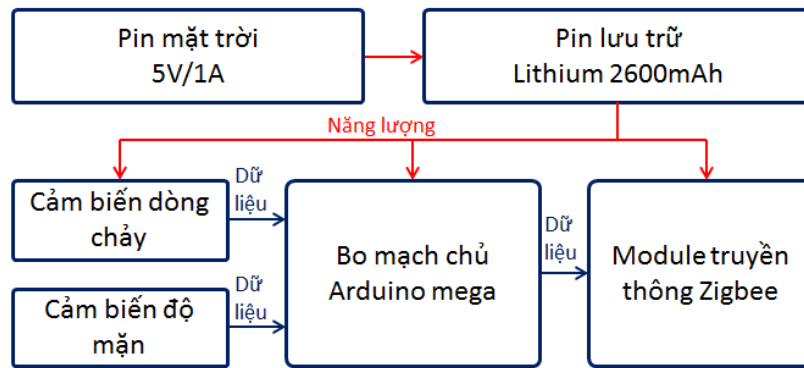 Pin mặt trời
5V/1A
Pin lưu trữ
Lithium 2600mAh
Năng lượng
Cảm biến dòng
chảy
Dữ
liệu
Cảm biến độ
mặn
Dữ
liệu
Bo mạch chủ
Arduino mega
Dữ
liệu
Module truyền
thông Zigbee